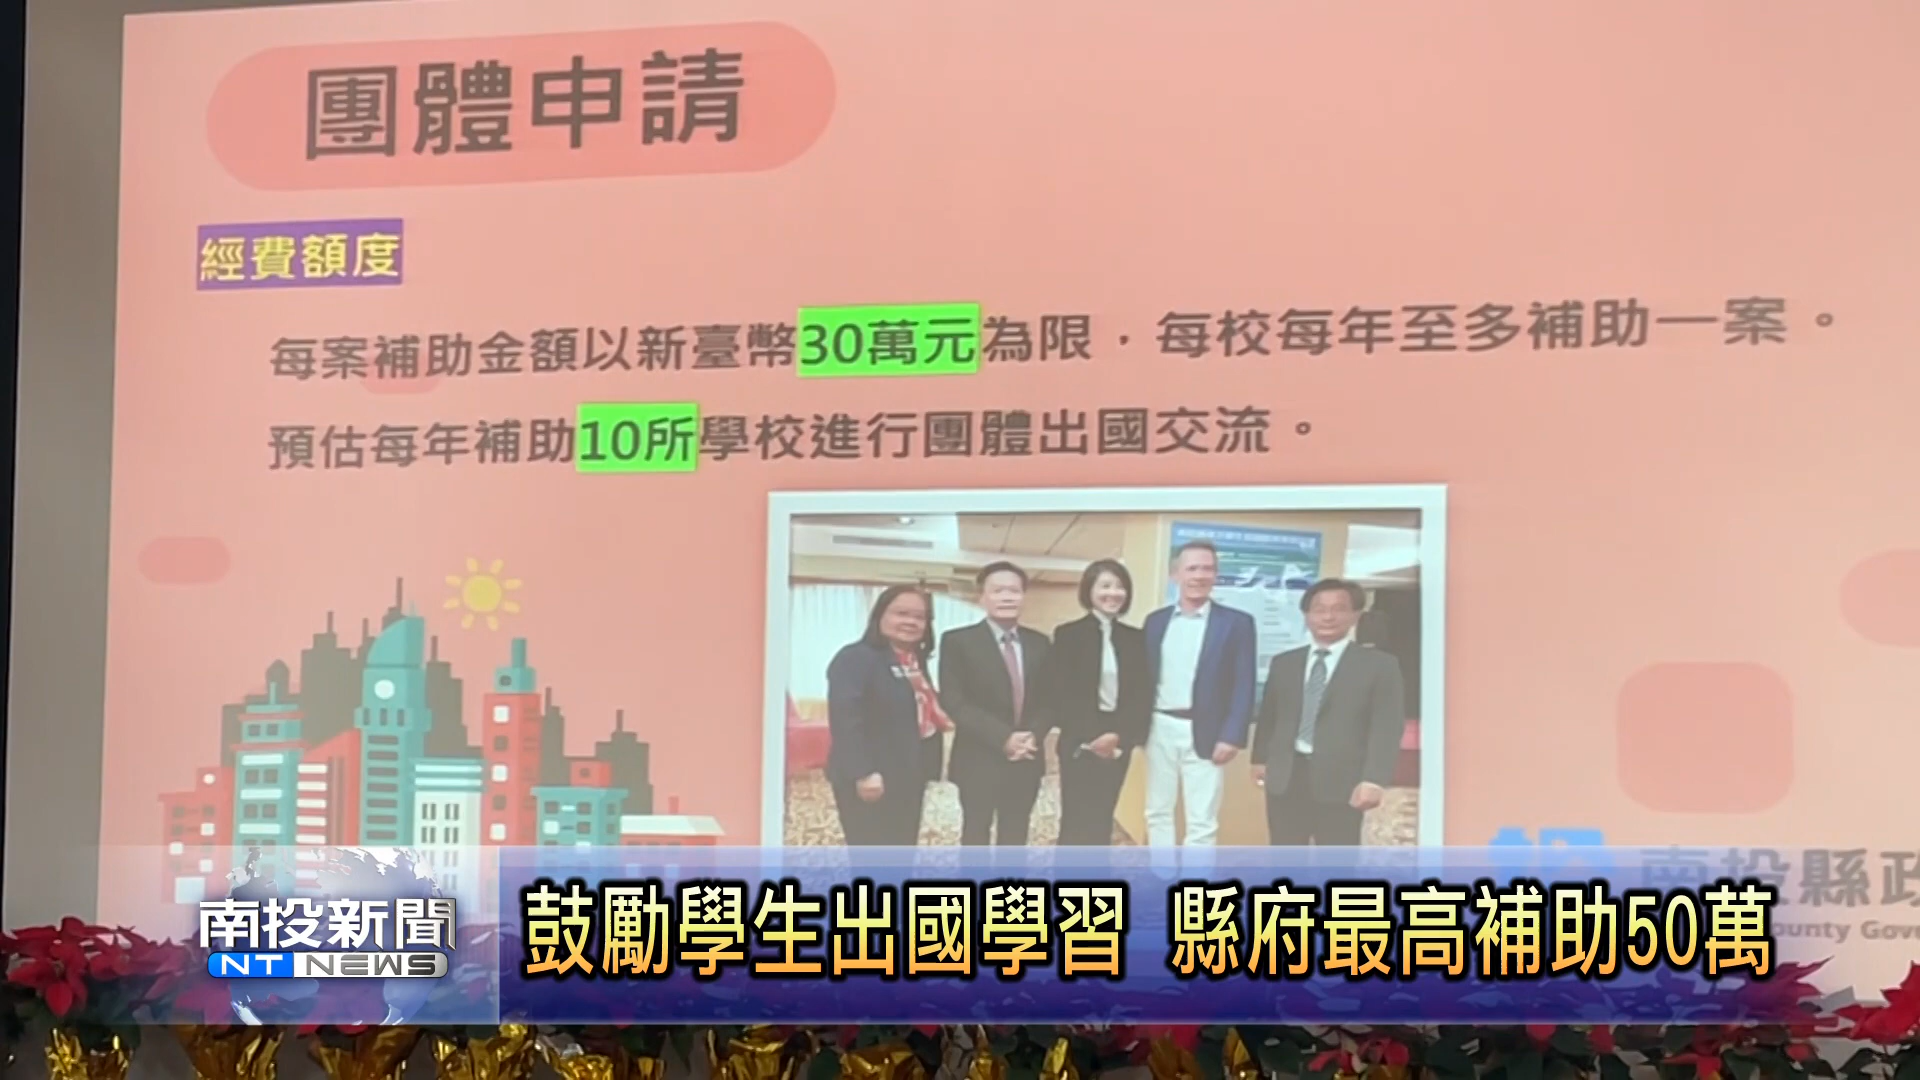 團體申請
經費額度
每案補助金額以新臺幣30萬元為限，每校每年至多補助一案。
預估每年補助10所學校進行團體出國交流。
南投縣政
ounty Gove
南投新聞
NT NEWS
鼓勵學生出國學習 縣府最高補助50萬